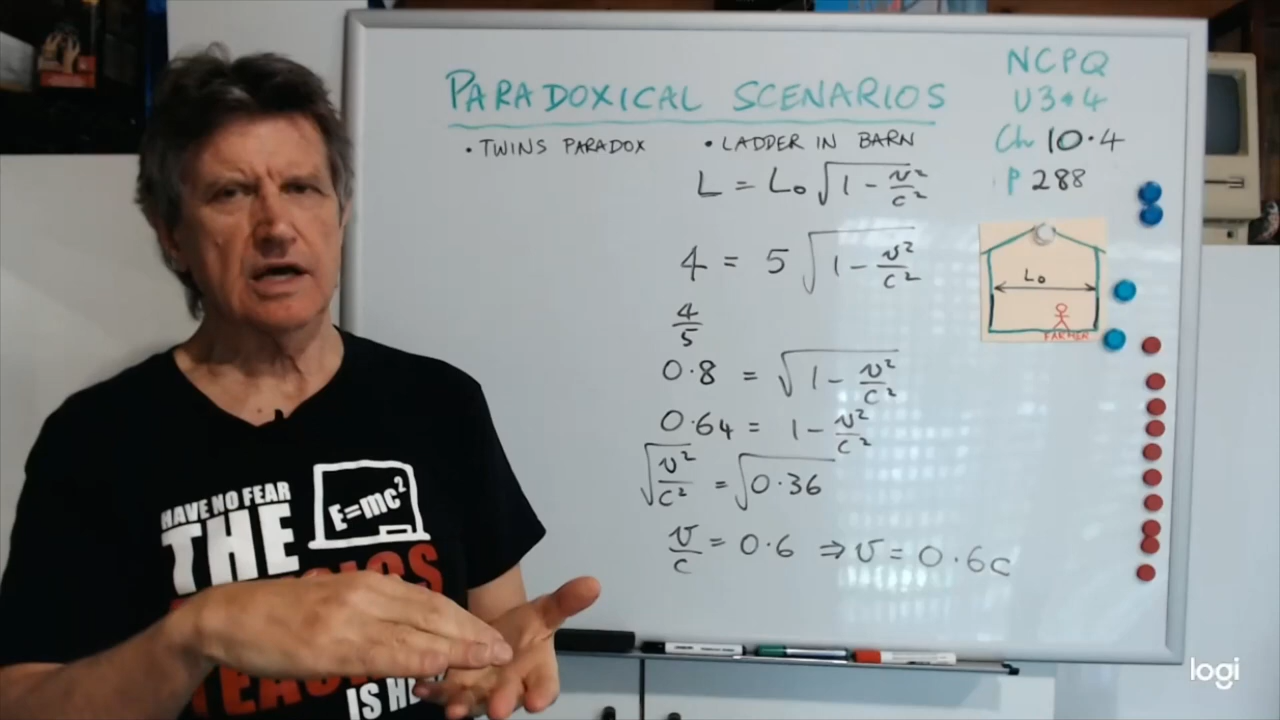 PARADOXICAL SCENARIOS
• TWINS PARADOX
• LADDER IN BARN
L = L₀ √(1 - v²/c²)
4 = 5 √(1 - v²/c²)
4/5
0.8 = √(1 - v²/c²)
0.64 = 1 - v²/c²
√(v²/c²) = √0.36
v/c = 0.6 ⇒ v = 0.6c
NCPQ
U3+4
Ch 10.4
P 288
L₀
FARMER
HAVE NO FEAR
THE
E=mc²
IS HE
logi